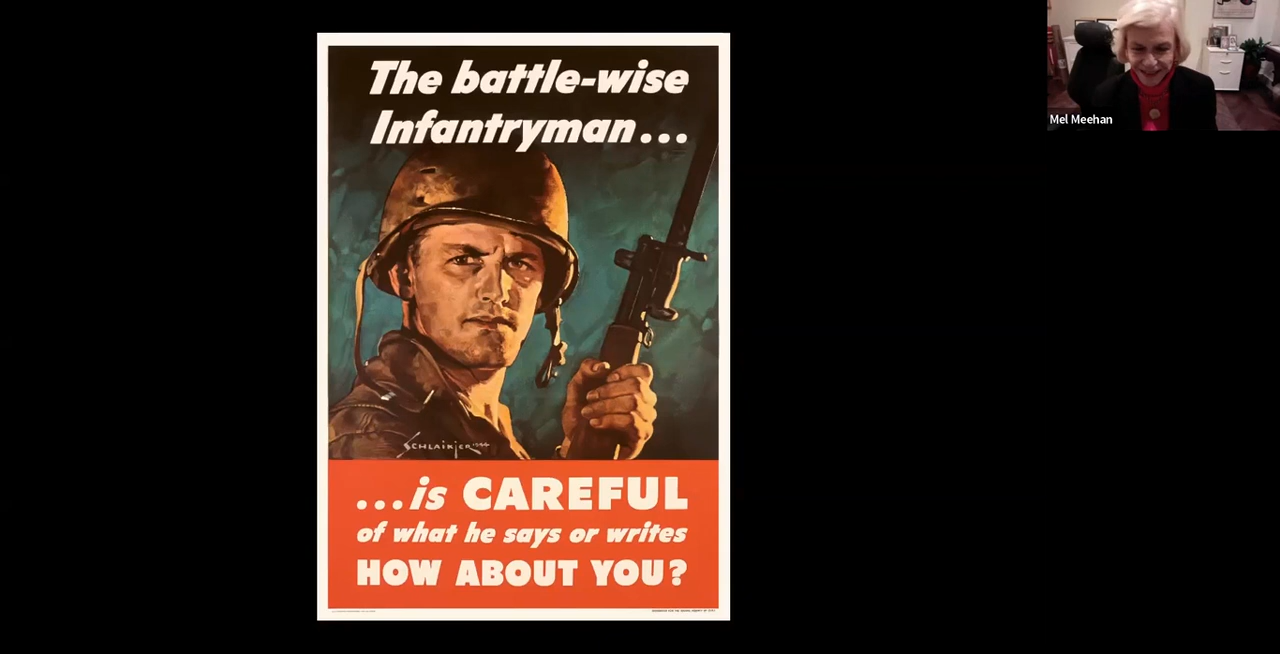 The battle-wise
Infantryman...
SCHLAIKJER 1944
...is CAREFUL
of what he says or writes
HOW ABOUT YOU?
Mel Meehan